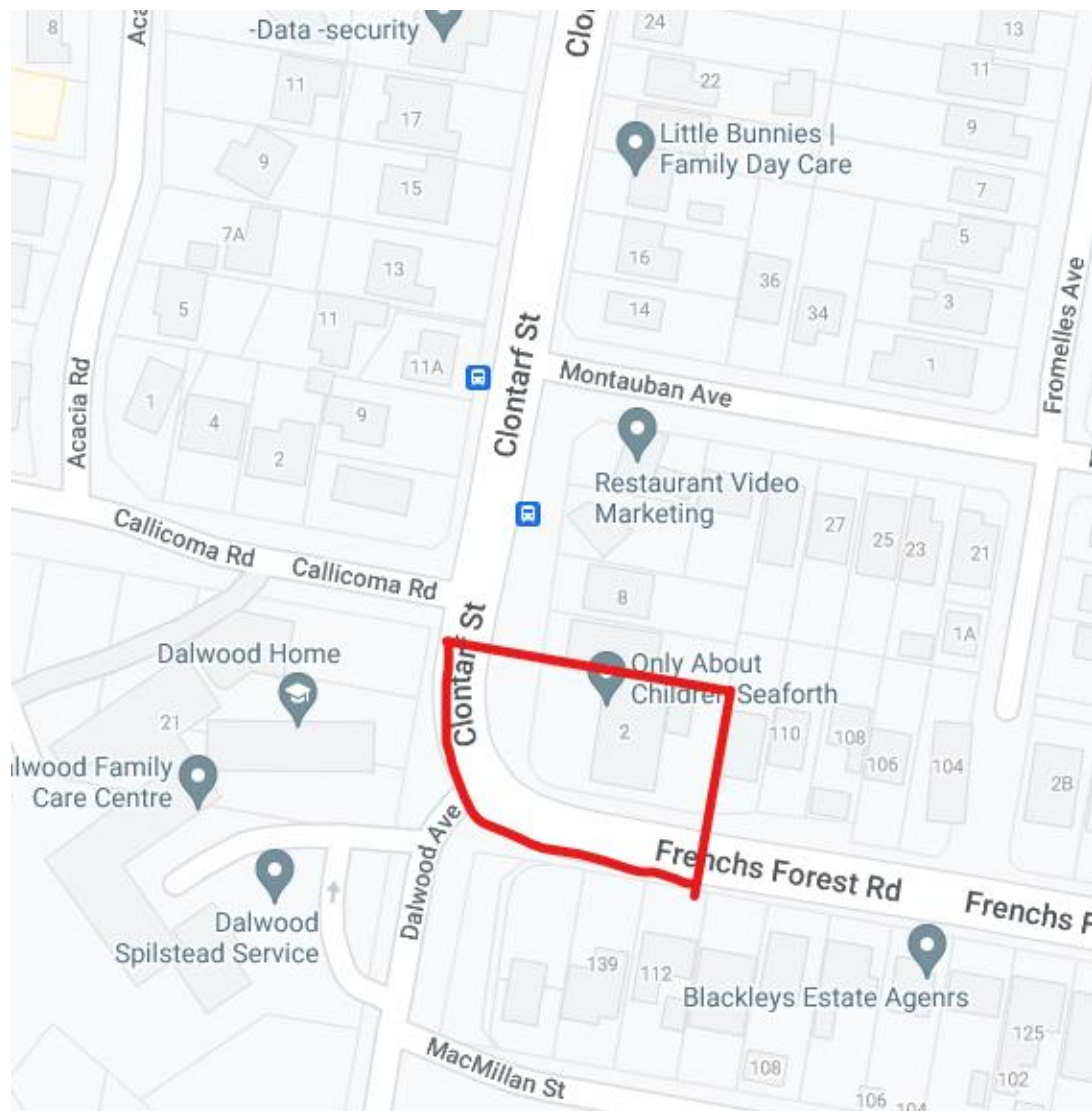 8
Aca
-Data -security
Clon
24
13
11
22
11
17
9
Little Bunnies |
Family Day Care
9
15
7
7A
16
5
13
36
5
14
34
3
11
Clontarf St
11A
1
Fromelles Ave
Acacia Rd
1
4
9
2
Montauban Ave
Restaurant Video
Marketing
27
25
23
21
Callicoma Rd
Callicoma Rd
8
1A
Clontarf St
Dalwood Home
Only About
Children Seaforth
21
2
110
108
106
104
2B
lwood Family
Care Centre
Dalwood Ave
Frenchs Forest Rd
Frenchs F
Dalwood
Spilstead Service
139
112
Blackleys Estate Agenrs
125
MacMillan St
108
102
106
104